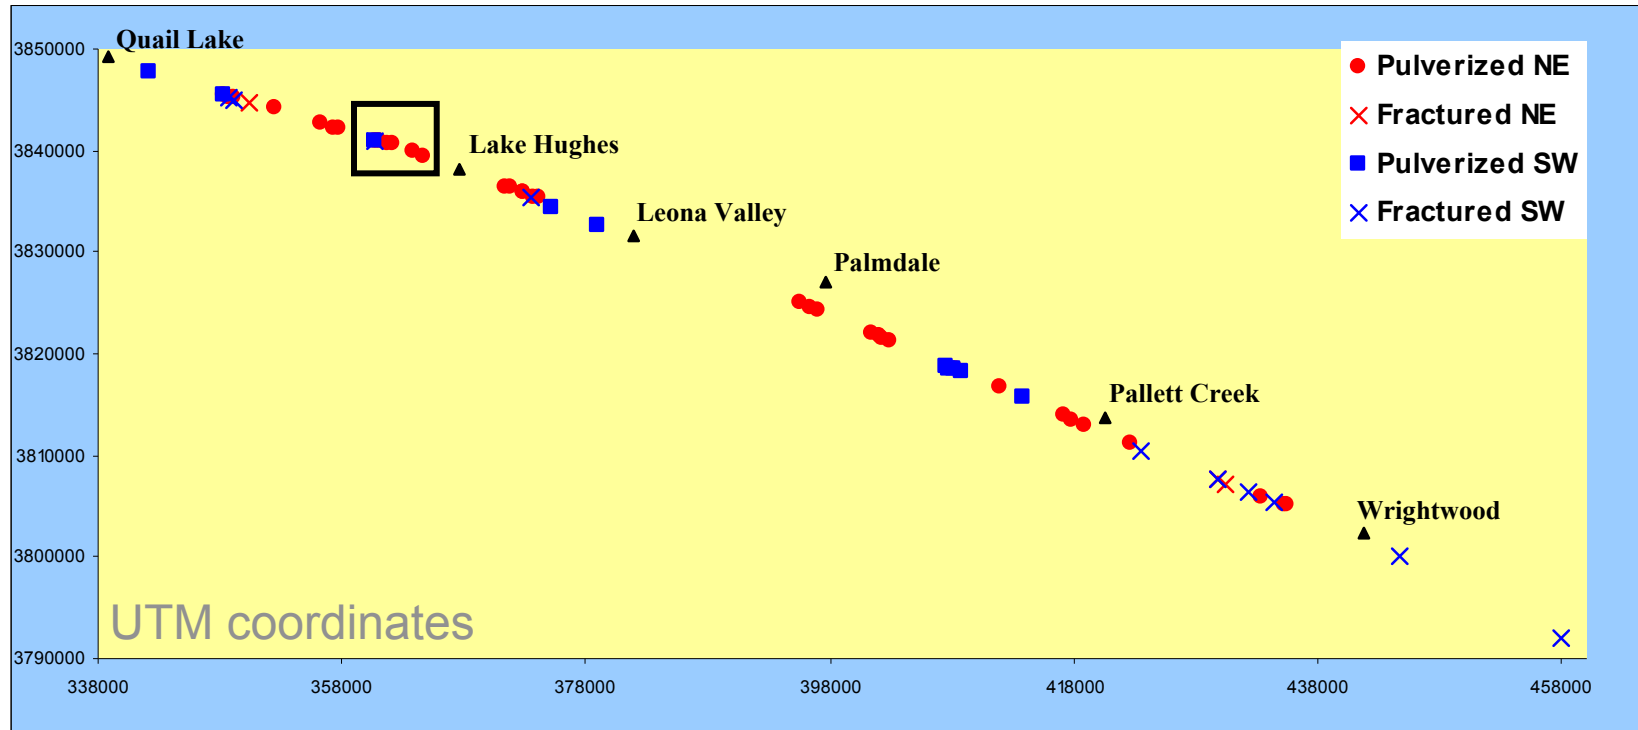 Quail Lake
3850000
Pulverized NE
Fractured NE
Lake Hughes
3840000
Pulverized SW
Leona Valley
Fractured SW
3830000
Palmdale
3820000
Pallett Creek
3810000
Wrightwood
3800000
UTM coordinates
3790000
338000 358000 378000 398000 418000 438000 458000